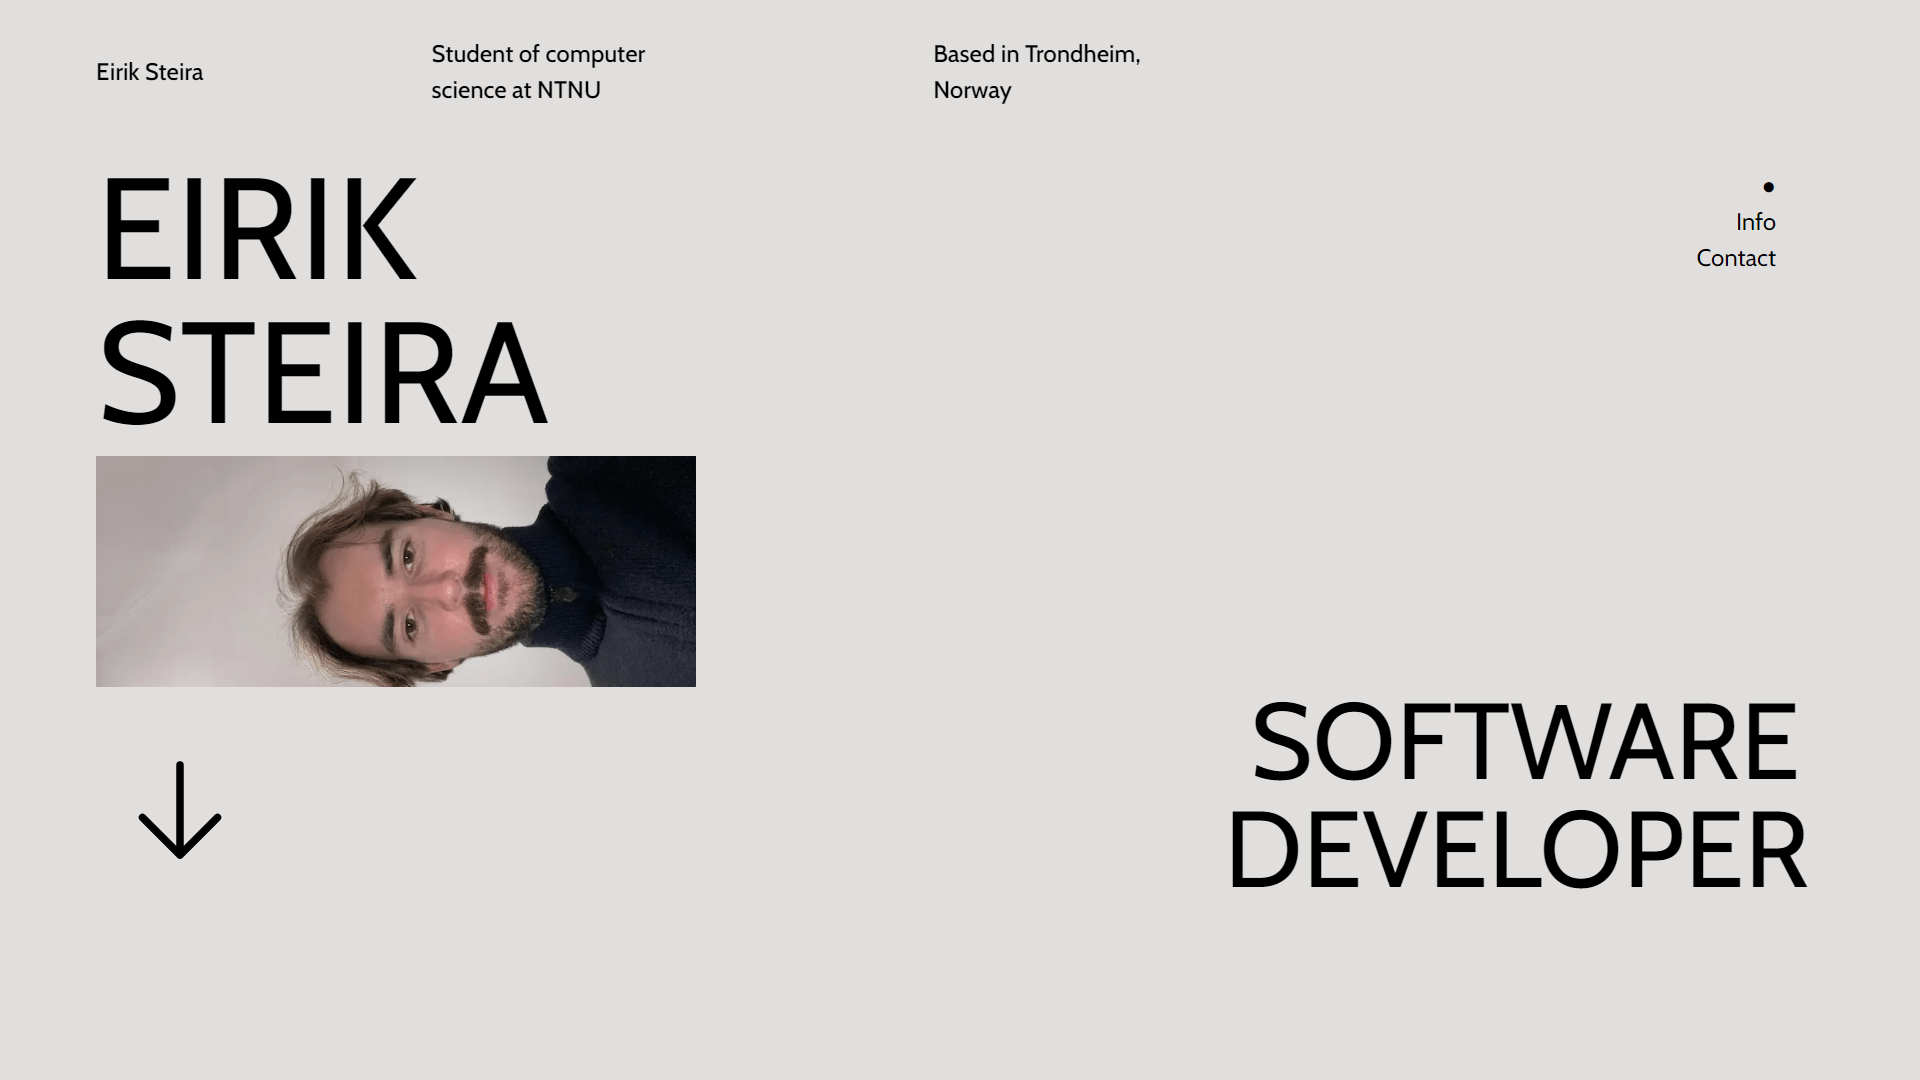 Eirik Steira
Student of computer
science at NTNU
Based in Trondheim,
Norway
EIRIK
STEIRA
Info
Contact
SOFTWARE
DEVELOPER